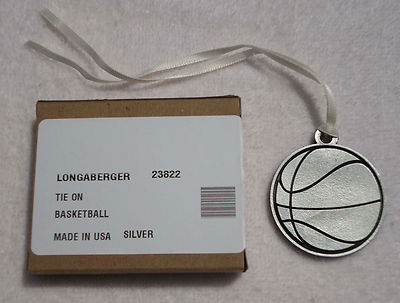 LONGABERGER 23822
TIE ON
BASKETBALL
MADE IN USA SILVER